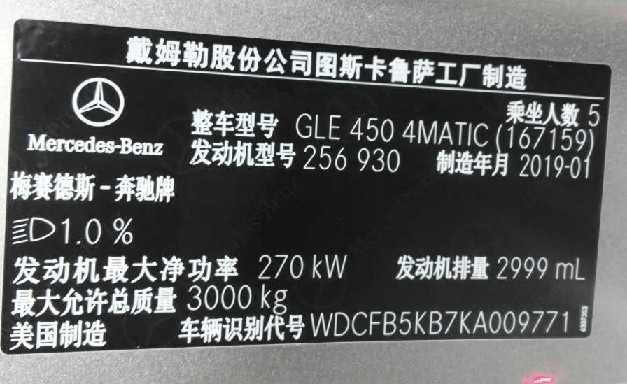 戴姆勒股份公司图斯卡鲁萨工厂制造
乘坐人数 5
整车型号 GLE 450 4MATIC (167159)
Mercedes-Benz
发动机型号 256 930 制造年月 2019-01
梅赛德斯-奔驰牌
1.0 %
发动机最大净功率 270 kW 发动机排量 2999 mL
最大允许总质量 3000 kg
美国制造 车辆识别代号 WDCFB5KB7KA009771